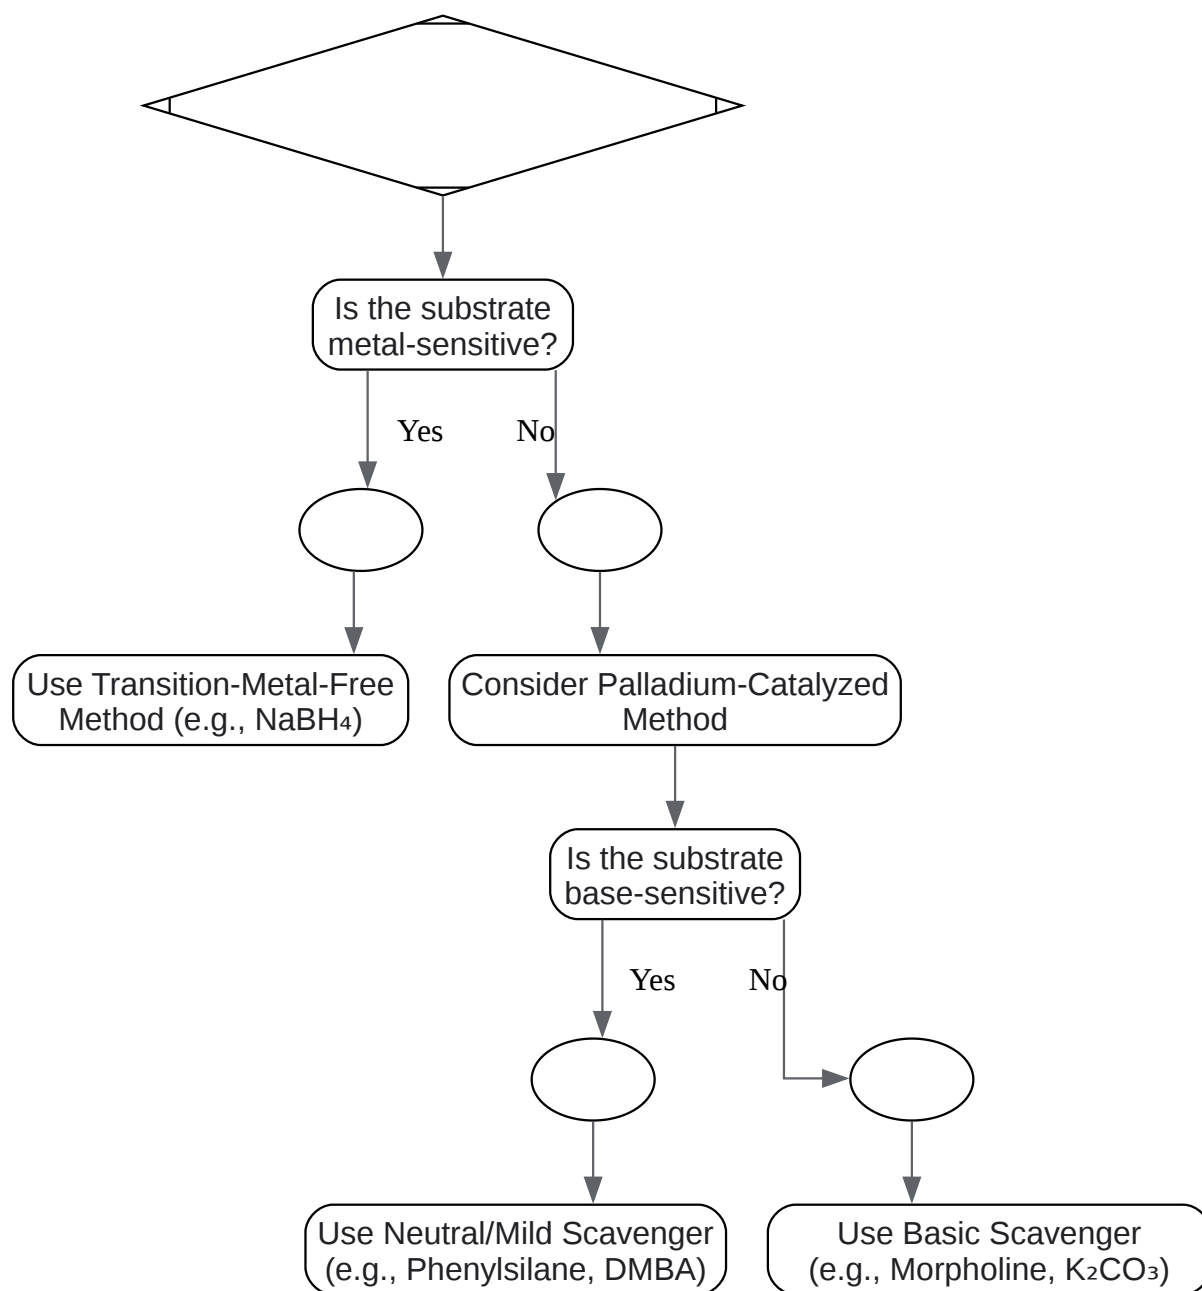 Is the substrate
metal-sensitive?
Yes
No
Use Transition-Metal-Free
Method (e.g., NaBH₄)
Consider Palladium-Catalyzed
Method
Is the substrate
base-sensitive?
Yes
No
Use Neutral/Mild Scavenger
(e.g., Phenylsilane, DMBA)
Use Basic Scavenger
(e.g., Morpholine, K₂CO₃)